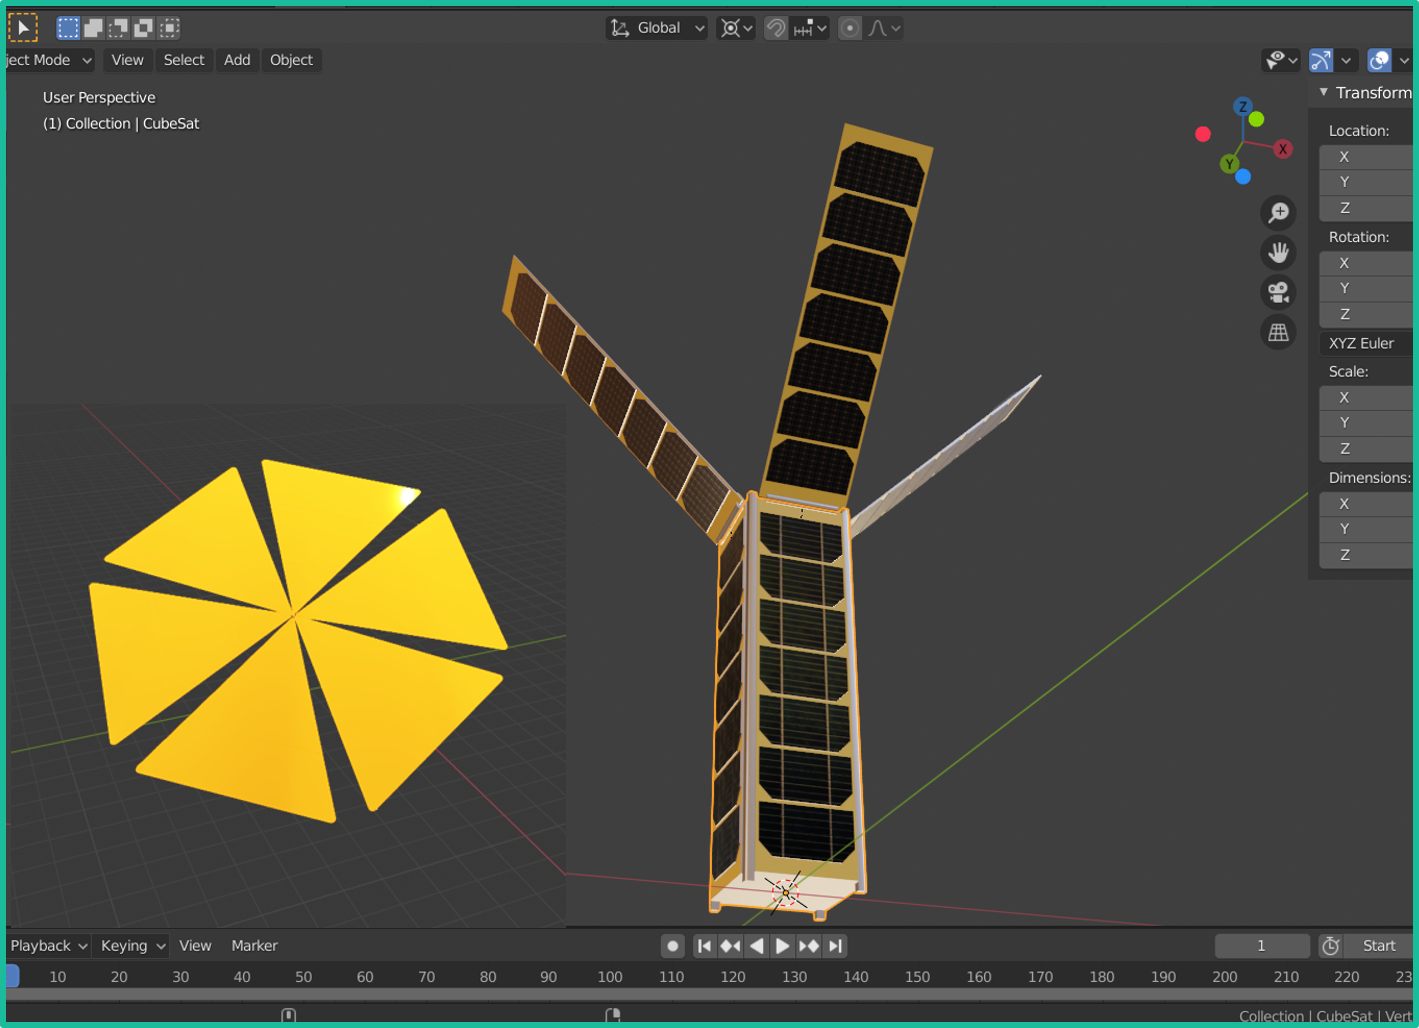 Global
ject Mode
View
Select
Add
Object
User Perspective
(1) Collection | CubeSat
Z
X
Y
Transform
Location:
X
Y
Z
Rotation:
X
Y
Z
XYZ Euler
Scale:
X
Y
Z
Dimensions:
X
Y
Z
Playback
Keying
View
Marker
1
Start
10 20 30 40 50 60 70 80 90 100 110 120 130 140 150 160 170 180 190 200 210 220 23
Collection | CubeSat | Vert